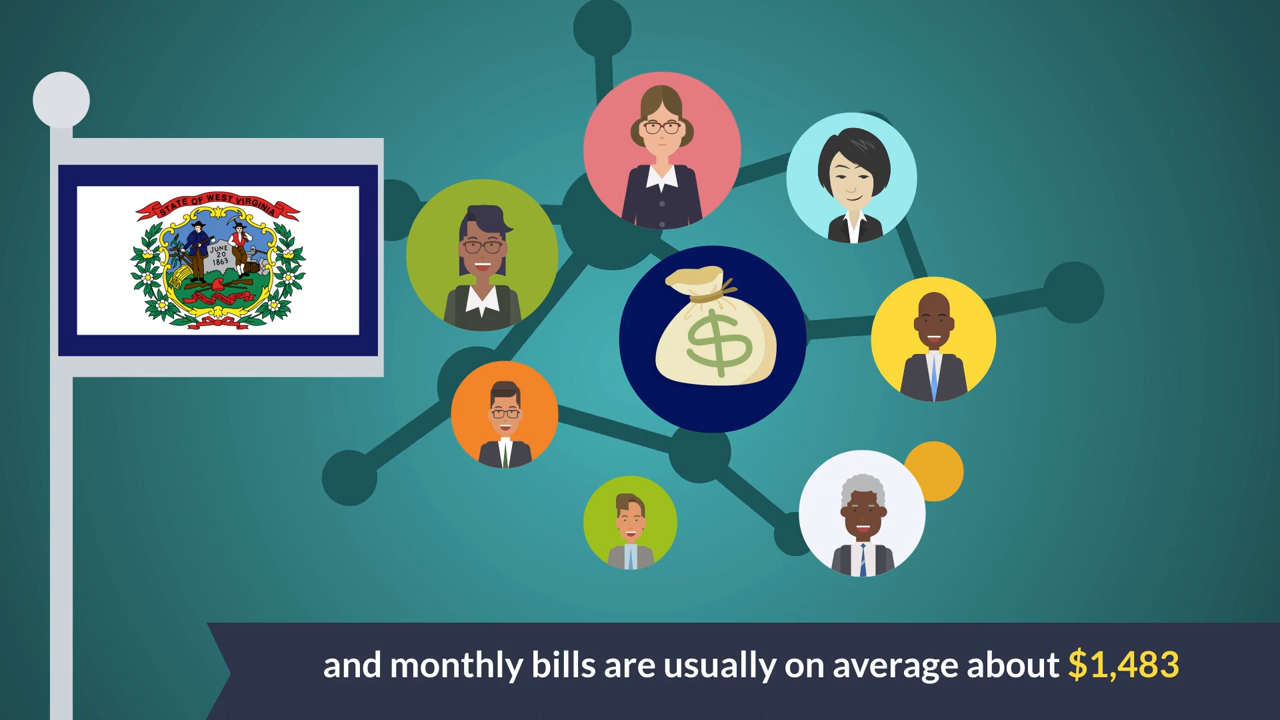 STATE OF WEST VIRGINIA
JUNE
20
1863
and monthly bills are usually on average about $1,483